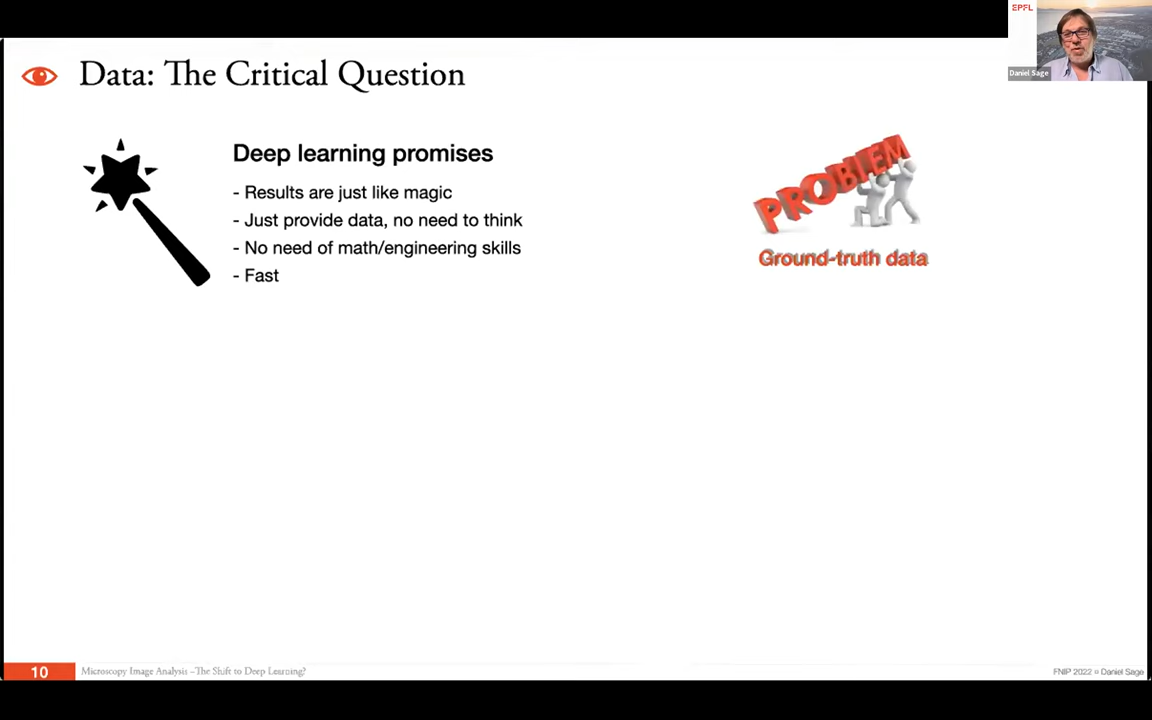 EPFL
Daniel Sage
Data: The Critical Question
Deep learning promises
- Results are just like magic
- Just provide data, no need to think
- No need of math/engineering skills
- Fast
PROBLEM
Ground-truth data
10
Microscopy Image Analysis –The Shift to Deep Learning?
FNIP 2022 ¤ Daniel Sage